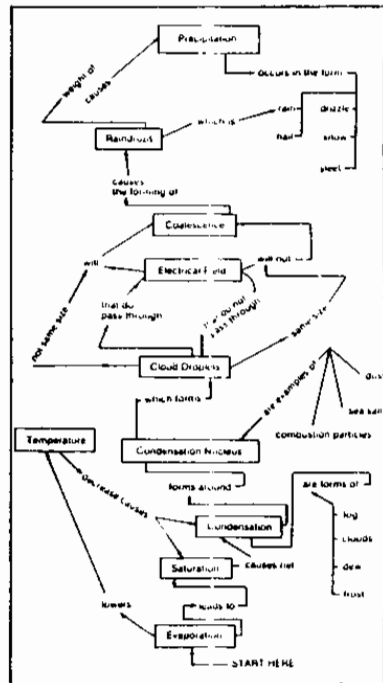 Precipitation
occurs in the form
weight of
causes
rain
drizzle
Raindrops
which is
hail
snow
sleet
causes
the forming of
Coalescence
will
Electrical Field
will not
that do
pass through
that do not
pass through
not same size
same size
Cloud Droplets
which forms
are examples of
dust
sea salt
combustion particles
Temperature
Condensation Nucleus
decrease causes
forms around
are forms of
Condensation
fog
clouds
causes net
Saturation
dew
frost
lowers
leads to
Evaporation
START HERE